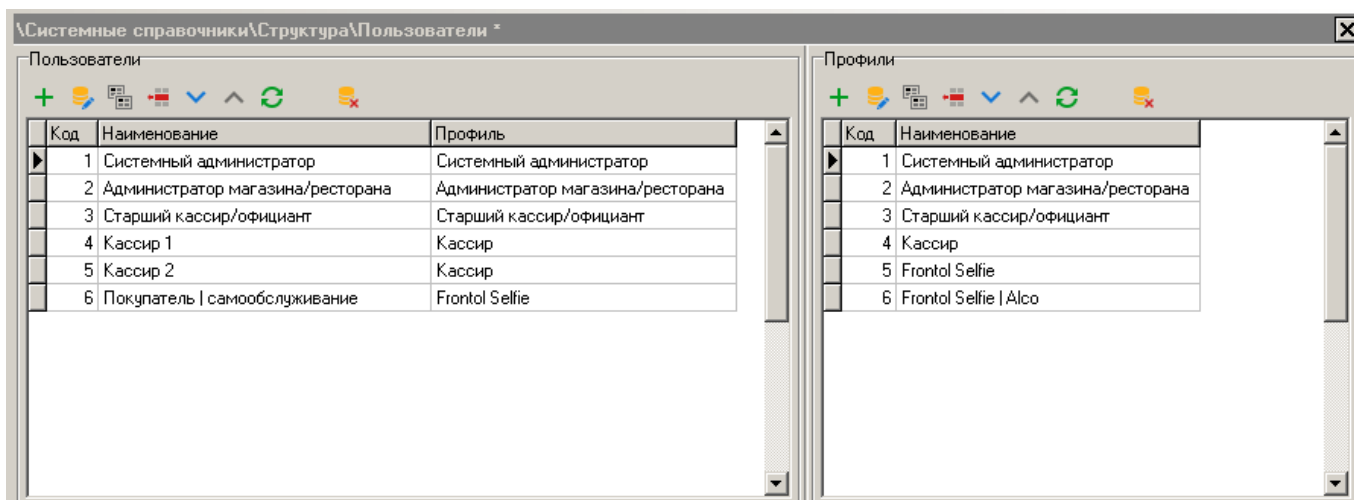 \Системные справочники\Структура\Пользователи *
Пользователи
Код Наименование Профиль
1 Системный администратор Системный администратор
2 Администратор магазина/ресторана Администратор магазина/ресторана
3 Старший кассир/официант Старший кассир/официант
4 Кассир 1 Кассир
5 Кассир 2 Кассир
6 Покупатель | самообслуживание Frontol Selfie
Профили
Код Наименование
1 Системный администратор
2 Администратор магазина/ресторана
3 Старший кассир/официант
4 Кассир
5 Frontol Selfie
6 Frontol Selfie | Alco